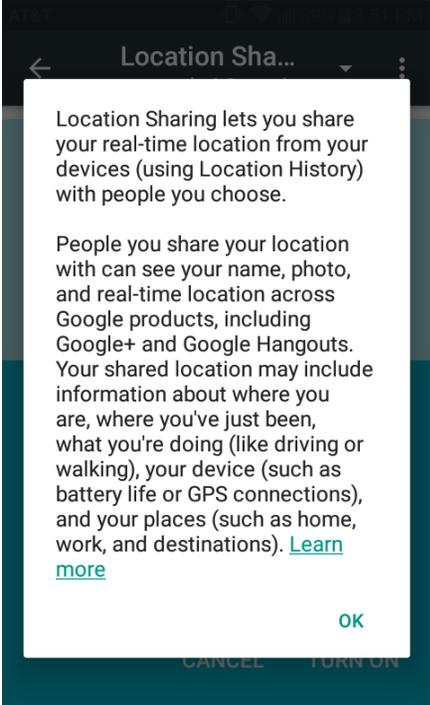 AT&T
Location Sha...
Location Sharing lets you share
your real-time location from your
devices (using Location History)
with people you choose.
People you share your location
with can see your name, photo,
and real-time location across
Google products, including
Google+ and Google Hangouts.
Your shared location may include
information about where you
are, where you've just been,
what you're doing (like driving or
walking), your device (such as
battery life or GPS connections),
and your places (such as home,
work, and destinations). Learn
more
OK
CANCEL TURN ON